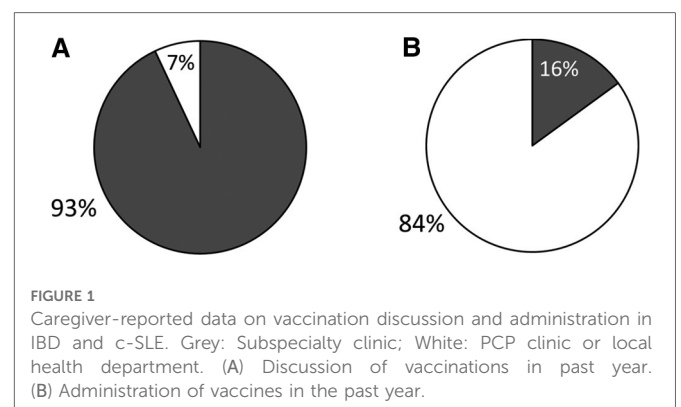 A
B
7%
16%
93%
84%
FIGURE 1
Caregiver-reported data on vaccination discussion and administration in
IBD and c-SLE. Grey: Subspecialty clinic; White: PCP clinic or local
health department. (A) Discussion of vaccinations in past year.
(B) Administration of vaccines in the past year.